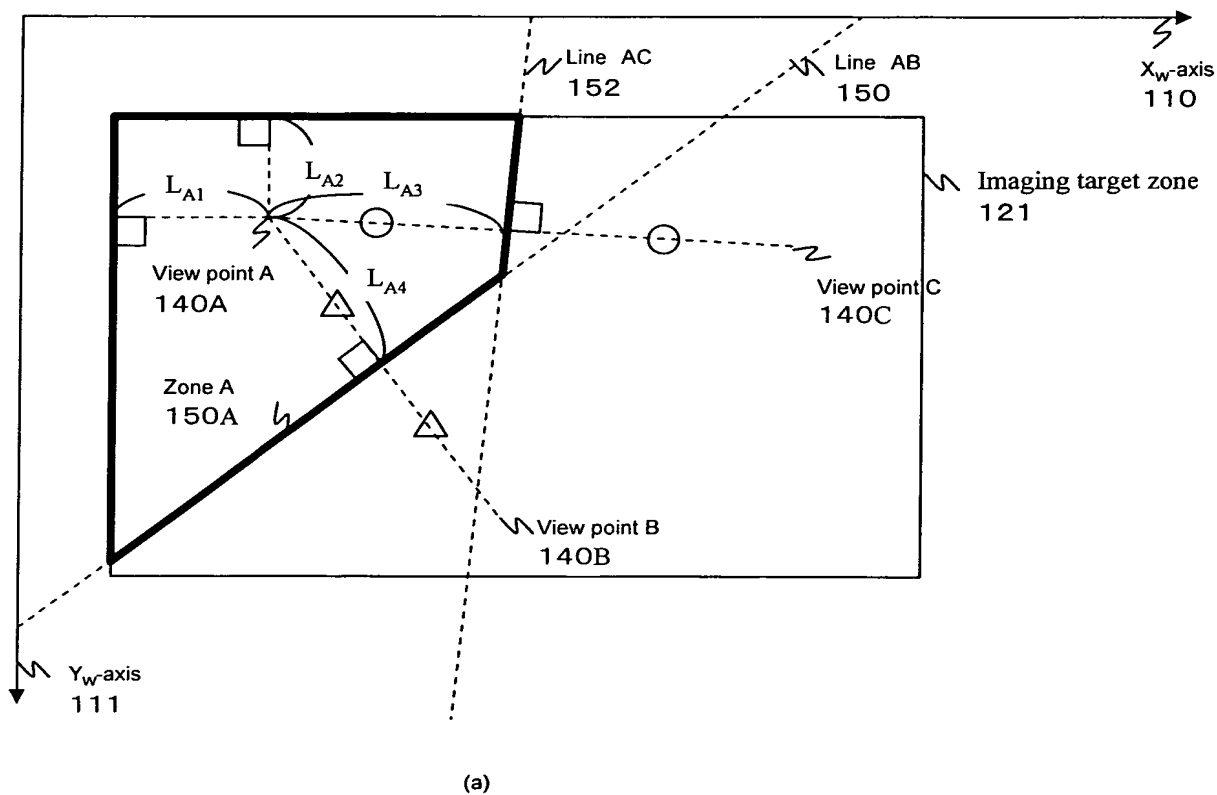 Line AC
152
Line AB
150
Xw-axis
110
LA1
LA2
LA3
Imaging target zone
121
View point A
140A
LA4
View point C
140C
Zone A
150A
View point B
140B
Yw-axis
111
(a)